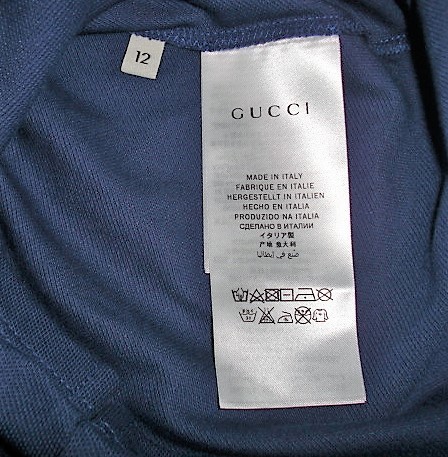 12
GUCCI
MADE IN ITALY
FABRIQUE EN ITALIE
HERGESTELLT IN ITALIEN
HECHO EN ITALIA
PRODUZIDO NA ITALIA
СДЕЛАНО В ИТАЛИИ
イタリア製
产地 意大利
صنع في إيطاليا